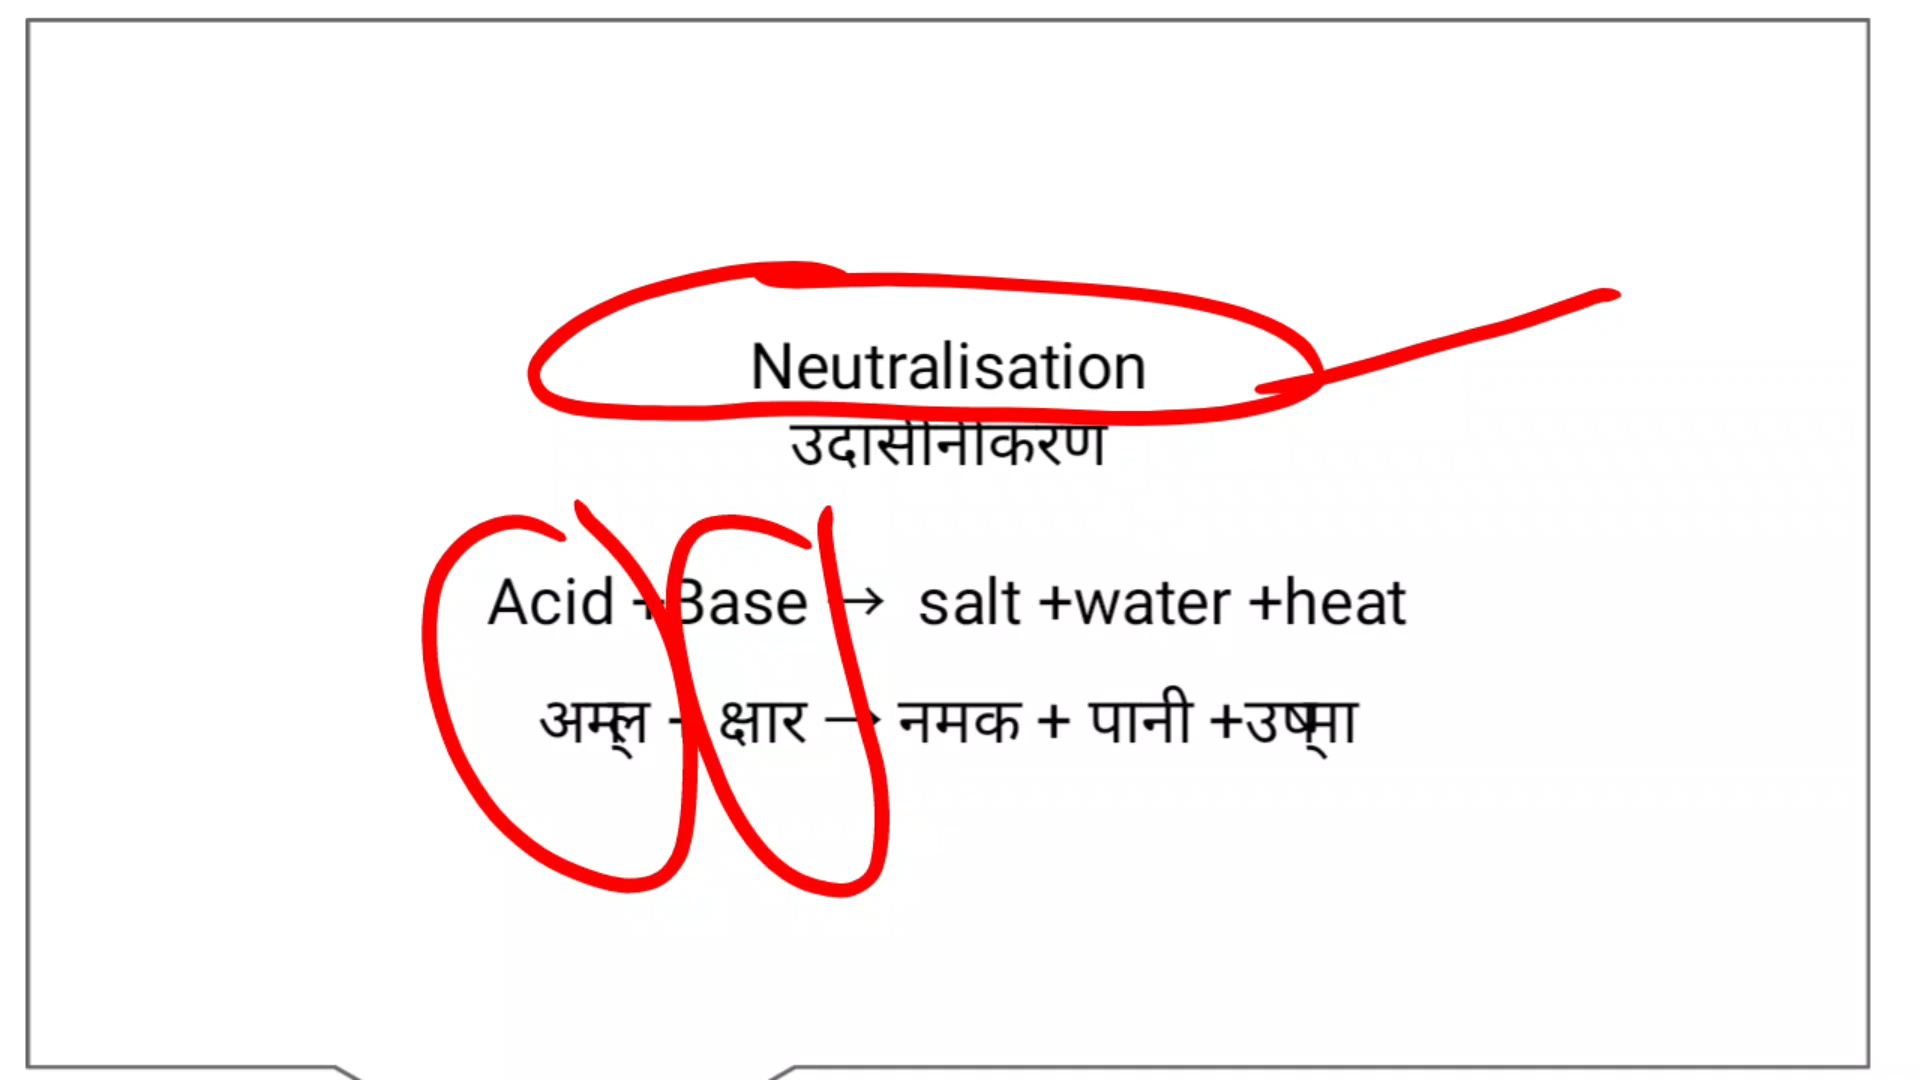 Neutralisation
उदासीनीकरण
Acid +Base → salt +water +heat
अम्ल + क्षार → नमक + पानी +उष्मा